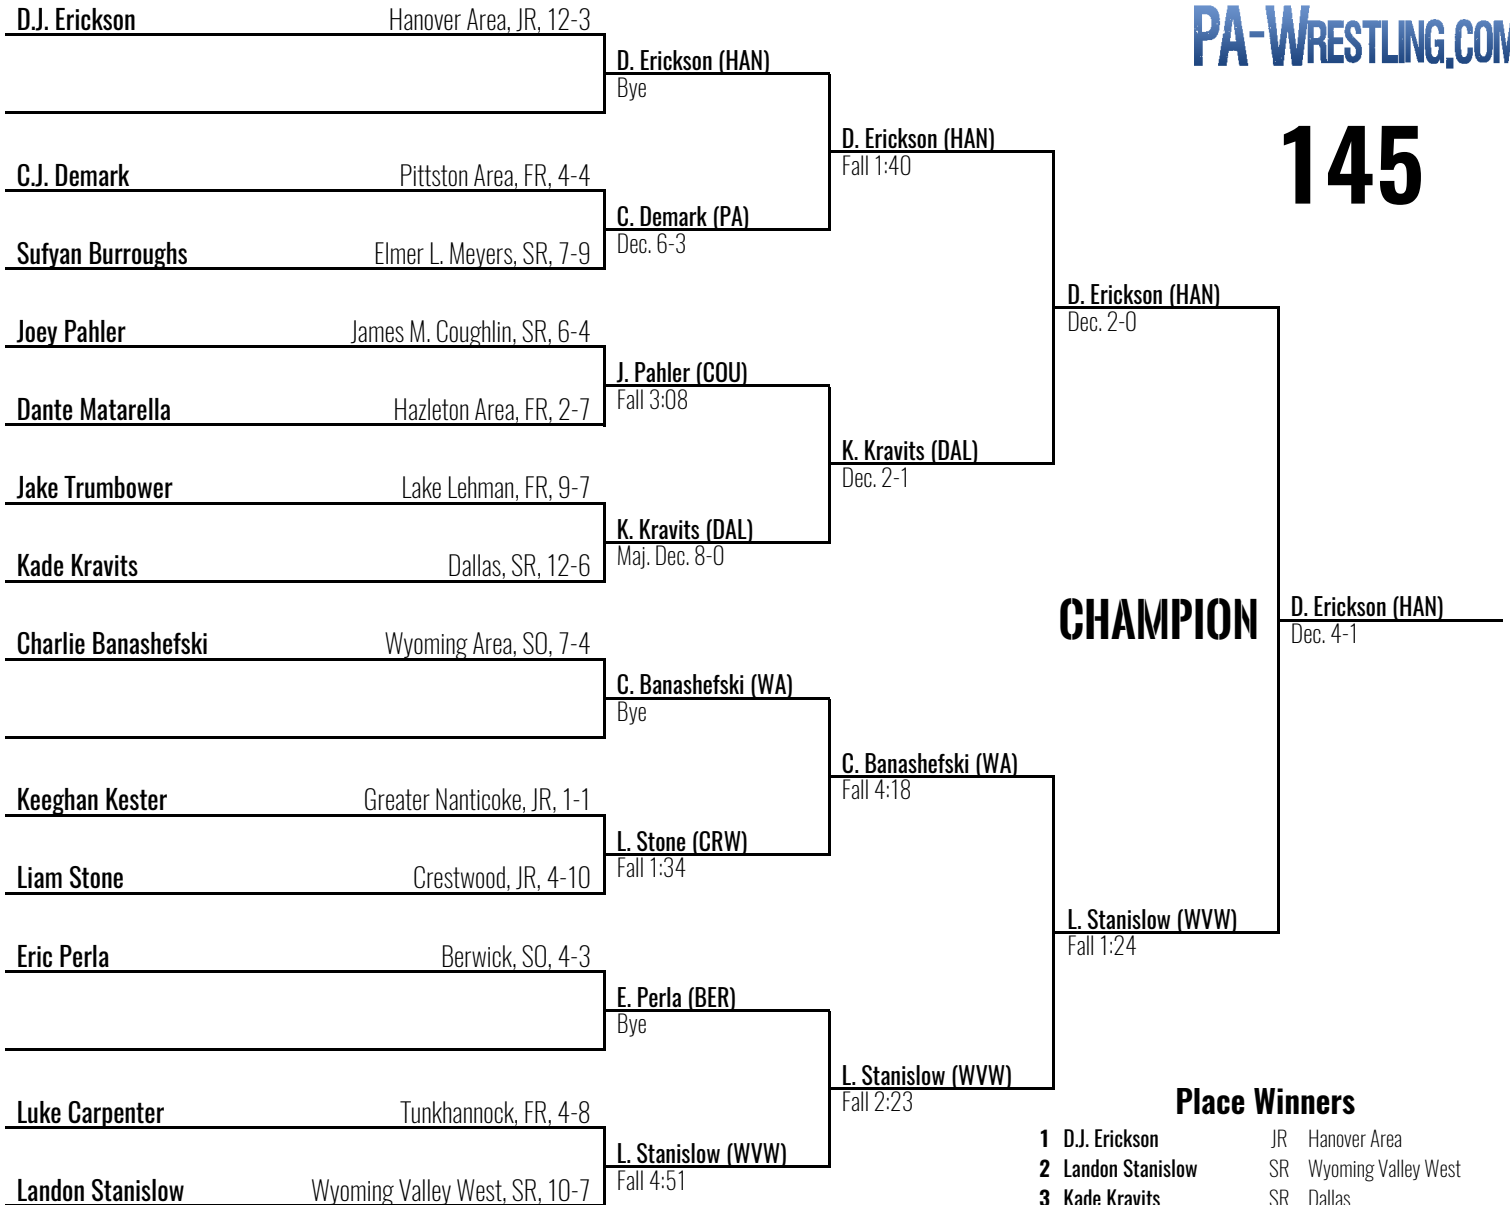 D.J. Erickson Hanover Area, JR, 12-3
PA-WRESTLING.COM
D. Erickson (HAN)
Bye
145
D. Erickson (HAN)
Fall 1:40
C.J. Demark Pittston Area, FR, 4-4
C. Demark (PA)
Dec. 6-3
Sufyan Burroughs Elmer L. Meyers, SR, 7-9
D. Erickson (HAN)
Dec. 2-0
Joey Pahler James M. Coughlin, SR, 6-4
J. Pahler (COU)
Fall 3:08
Dante Matarella Hazleton Area, FR, 2-7
K. Kravits (DAL)
Dec. 2-1
Jake Trumbower Lake Lehman, FR, 9-7
K. Kravits (DAL)
Maj. Dec. 8-0
Kade Kravits Dallas, SR, 12-6
CHAMPION
D. Erickson (HAN)
Dec. 4-1
Charlie Banashefski Wyoming Area, SO, 7-4
C. Banashefski (WA)
Bye
C. Banashefski (WA)
Fall 4:18
Keeghan Kester Greater Nanticoke, JR, 1-1
L. Stone (CRW)
Fall 1:34
Liam Stone Crestwood, JR, 4-10
L. Stanislow (WVW)
Fall 1:24
Eric Perla Berwick, SO, 4-3
E. Perla (BER)
Bye
L. Stanislow (WVW)
Fall 2:23
Luke Carpenter Tunkhannock, FR, 4-8
L. Stanislow (WVW)
Fall 4:51
Landon Stanislow Wyoming Valley West, SR, 10-7
Place Winners
1 D.J. Erickson JR Hanover Area
2 Landon Stanislow SR Wyoming Valley West
3 Kade Kravits SR Dallas